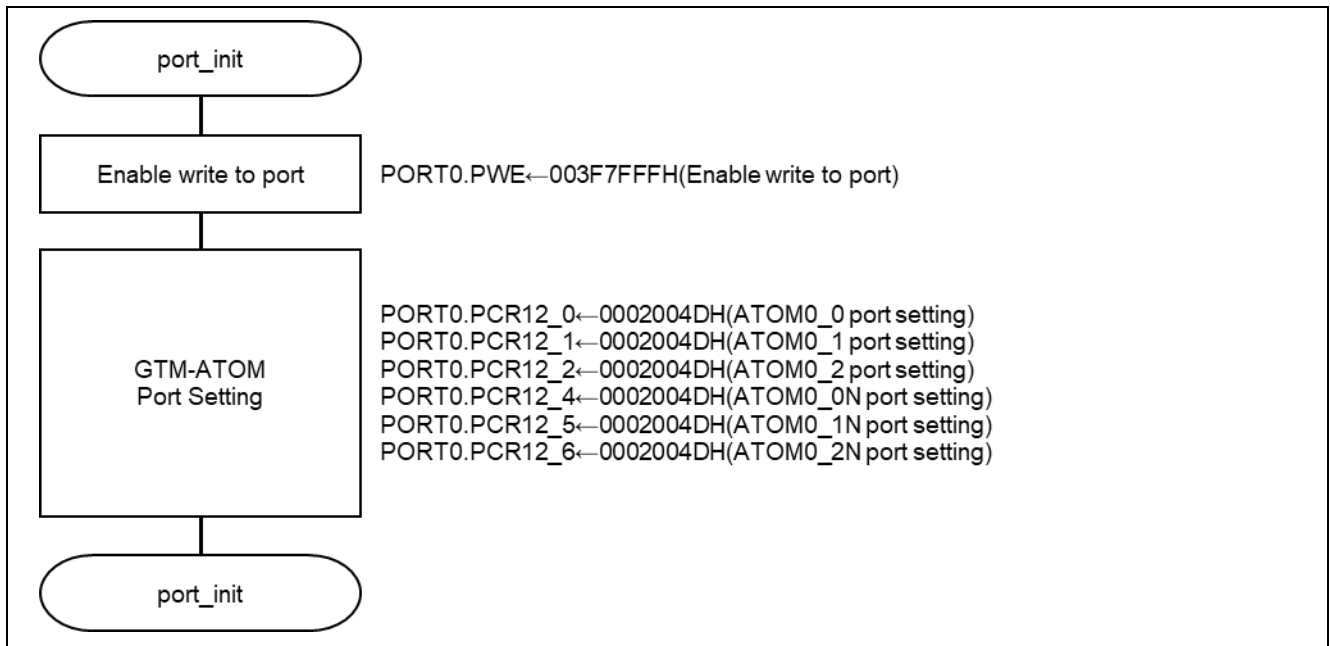 port_init
Enable write to port
PORT0.PWE←003F7FFFH(Enable write to port)
GTM-ATOM
Port Setting
PORT0.PCR12_0←0002004DH(ATOM0_0 port setting)
PORT0.PCR12_1←0002004DH(ATOM0_1 port setting)
PORT0.PCR12_2←0002004DH(ATOM0_2 port setting)
PORT0.PCR12_4←0002004DH(ATOM0_0N port setting)
PORT0.PCR12_5←0002004DH(ATOM0_1N port setting)
PORT0.PCR12_6←0002004DH(ATOM0_2N port setting)
port_init